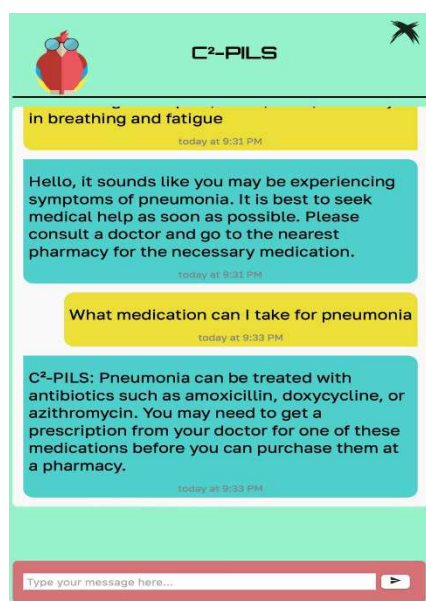 C²-PILS
in breathing and fatigue
today at 9:31 PM
Hello, it sounds like you may be experiencing
symptoms of pneumonia. It is best to seek
medical help as soon as possible. Please
consult a doctor and go to the nearest
pharmacy for the necessary medication.
today at 9:31 PM
What medication can I take for pneumonia
today at 9:33 PM
C²-PILS: Pneumonia can be treated with
antibiotics such as amoxicillin, doxycycline, or
azithromycin. You may need to get a
prescription from your doctor for one of these
medications before you can purchase them at
a pharmacy.
today at 9:33 PM
Type your message here...